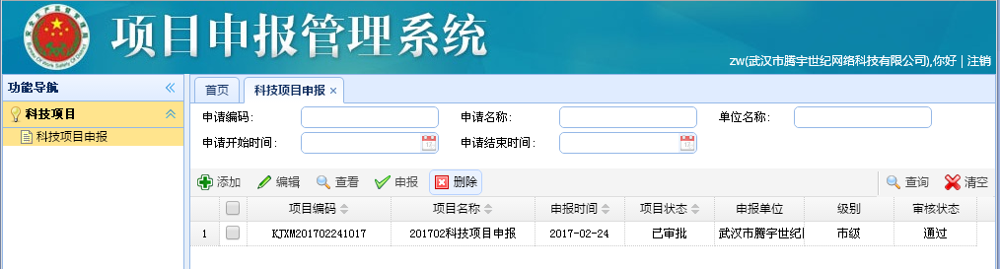 项目申报管理系统
zw(武汉市腾宇世纪网络科技有限公司),你好 | 注销
功能导航
科技项目
科技项目申报
首页 科技项目申报
申请编码: 申请名称: 单位名称:
申请开始时间: 申请结束时间:
添加 编辑 查看 申报 删除 查询 清空
项目编码 项目名称 申报时间 项目状态 申报单位 级别 审核状态
1 KJXM201702241017 201702科技项目申报 2017-02-24 已审批 武汉市腾宇世纪 市级 通过